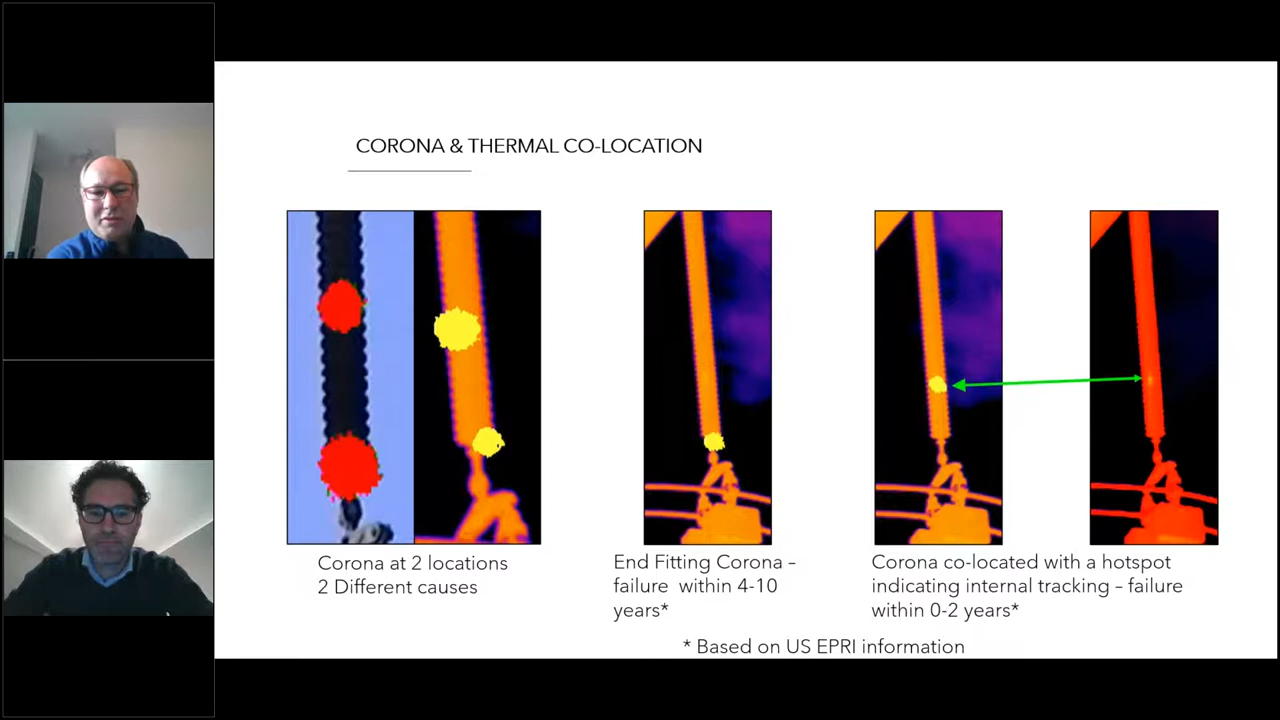 CORONA & THERMAL CO-LOCATION
Corona at 2 locations
2 Different causes
End Fitting Corona –
failure within 4-10
years*
Corona co-located with a hotspot
indicating internal tracking – failure
within 0-2 years*
* Based on US EPRI information